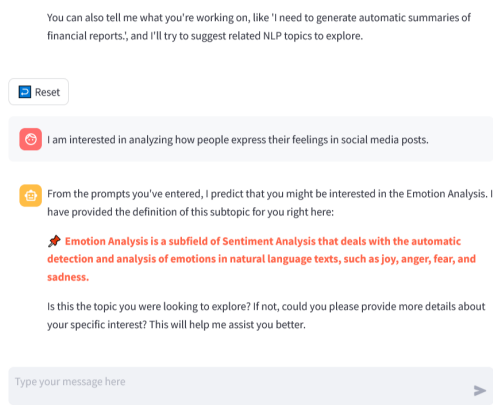 You can also tell me what you're working on, like 'I need to generate automatic summaries of
financial reports.', and I'll try to suggest related NLP topics to explore.
Reset
I am interested in analyzing how people express their feelings in social media posts.
From the prompts you've entered, I predict that you might be interested in the Emotion Analysis. I
have provided the definition of this subtopic for you right here:
Emotion Analysis is a subfield of Sentiment Analysis that deals with the automatic
detection and analysis of emotions in natural language texts, such as joy, anger, fear, and
sadness.
Is this the topic you were looking to explore? If not, could you please provide more details about
your specific interest? This will help me assist you better.
Type your message here